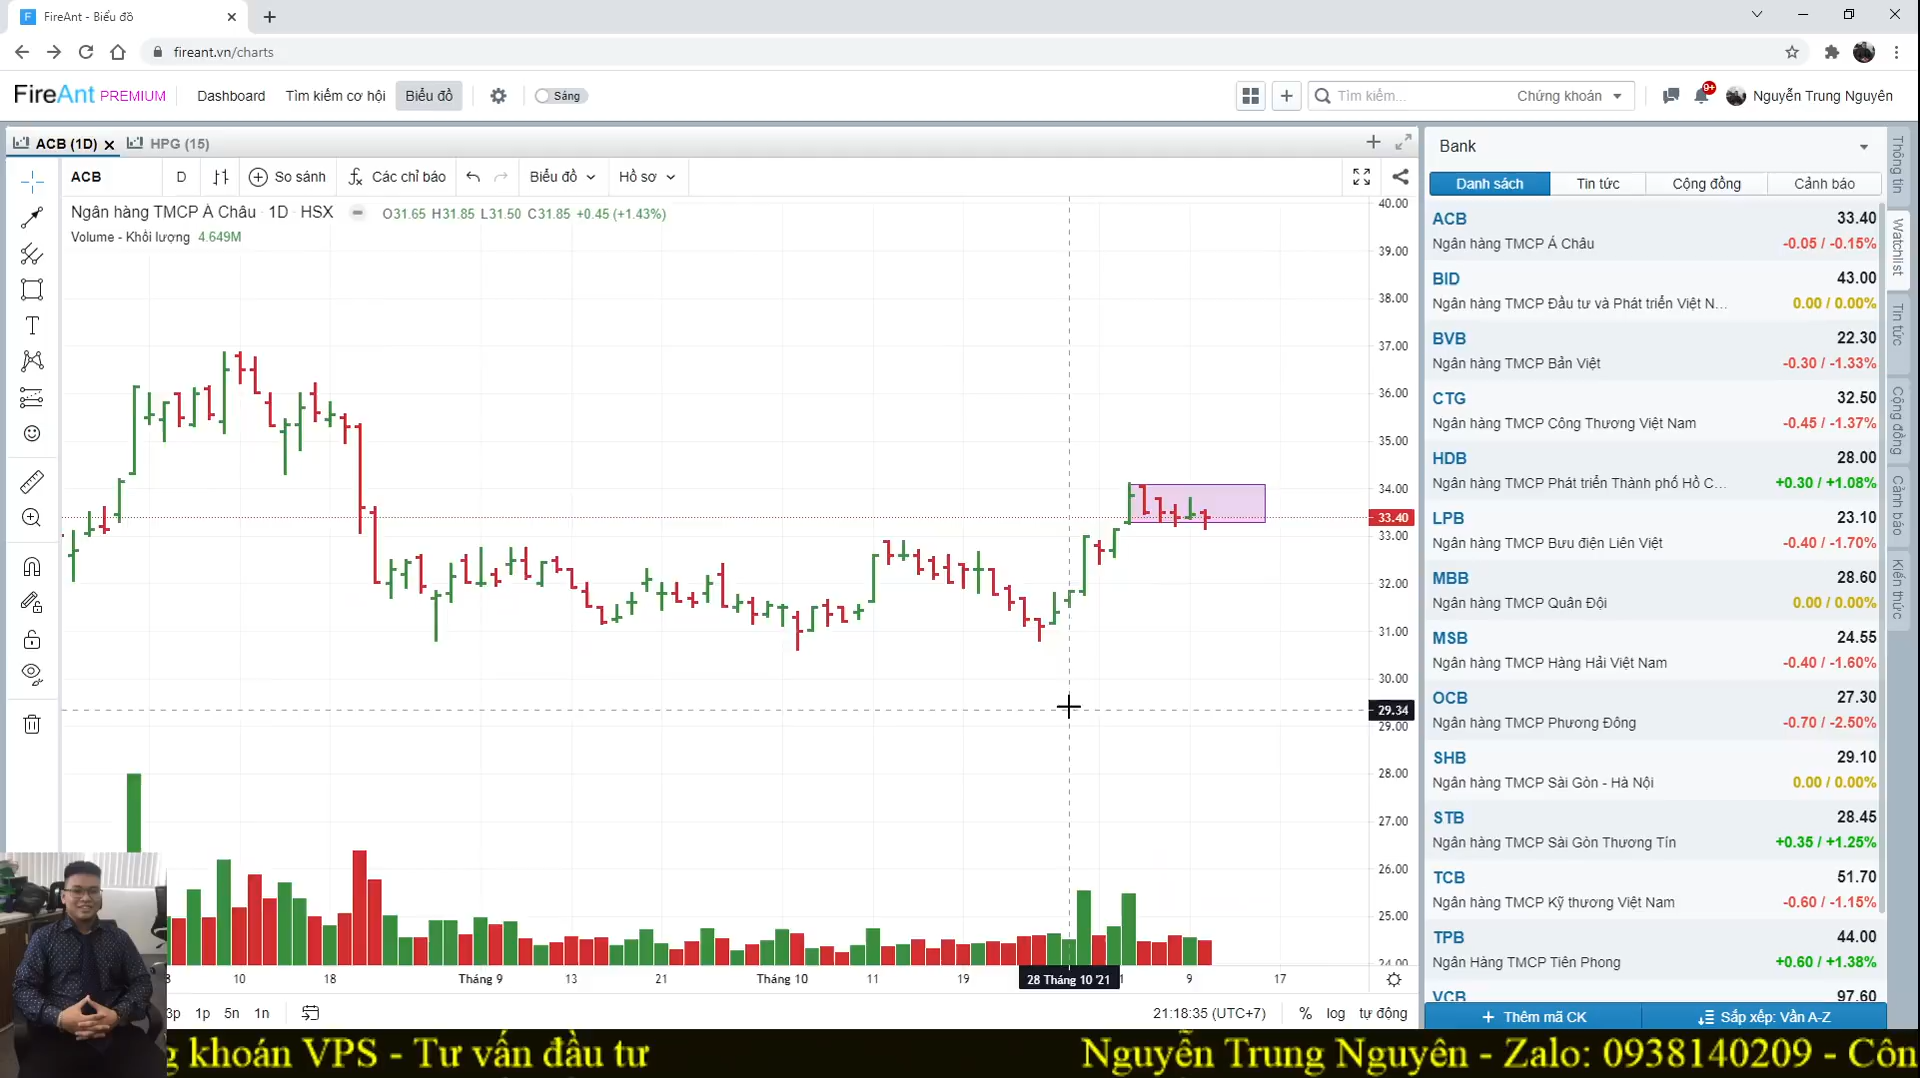 FireAnt - Biểu đồ
fireant.vn/charts
FireAnt PREMIUM
Dashboard
Tìm kiếm cơ hội
Biểu đồ
Sáng
Tìm kiếm...
Chứng khoán
9+
Nguyễn Trung Nguyên
ACB (1D)
HPG (15)
ACB
D
So sánh
Các chỉ báo
Biểu đồ
Hồ sơ
Ngân hàng TMCP Á Châu · 1D · HSX
O31.65 H31.85 L31.50 C31.85 +0.45 (+1.43%)
Volume - Khối lượng 4.649M
40.00
39.00
38.00
37.00
36.00
35.00
34.00
33.40
33.00
32.00
31.00
30.00
29.34
29.00
28.00
27.00
26.00
25.00
24.00
10
18
Tháng 9
13
21
Tháng 10
11
19
28 Tháng 10 '21
1
9
17
3p
1p
5n
1n
21:18:35 (UTC+7)
%
log
tự động
Bank
Danh sách
Tin tức
Cộng đồng
Cảnh báo
ACB 33.40
Ngân hàng TMCP Á Châu -0.05 / -0.15%
BID 43.00
Ngân hàng TMCP Đầu tư và Phát triển Việt N... 0.00 / 0.00%
BVB 22.30
Ngân hàng TMCP Bản Việt -0.30 / -1.33%
CTG 32.50
Ngân hàng TMCP Công Thương Việt Nam -0.45 / -1.37%
HDB 28.00
Ngân hàng TMCP Phát triển Thành phố Hồ C... +0.30 / +1.08%
LPB 23.10
Ngân hàng TMCP Bưu điện Liên Việt -0.40 / -1.70%
MBB 28.60
Ngân hàng TMCP Quân Đội 0.00 / 0.00%
MSB 24.55
Ngân hàng TMCP Hàng Hải Việt Nam -0.40 / -1.60%
OCB 27.30
Ngân hàng TMCP Phương Đông -0.70 / -2.50%
SHB 29.10
Ngân hàng TMCP Sài Gòn - Hà Nội 0.00 / 0.00%
STB 28.45
Ngân hàng TMCP Sài Gòn Thương Tín +0.35 / +1.25%
TCB 51.70
Ngân hàng TMCP Kỹ thương Việt Nam -0.60 / -1.15%
TPB 44.00
Ngân Hàng TMCP Tiên Phong +0.60 / +1.38%
VCB 97.60
Thêm mã CK
Sắp xếp: Vần A-Z
Thông tin
Watchlist
Tin tức
Cộng đồng
Cảnh báo
Kiến thức
g khoán VPS - Tư vấn đầu tư
Nguyễn Trung Nguyên - Zalo: 0938140209 - Côn